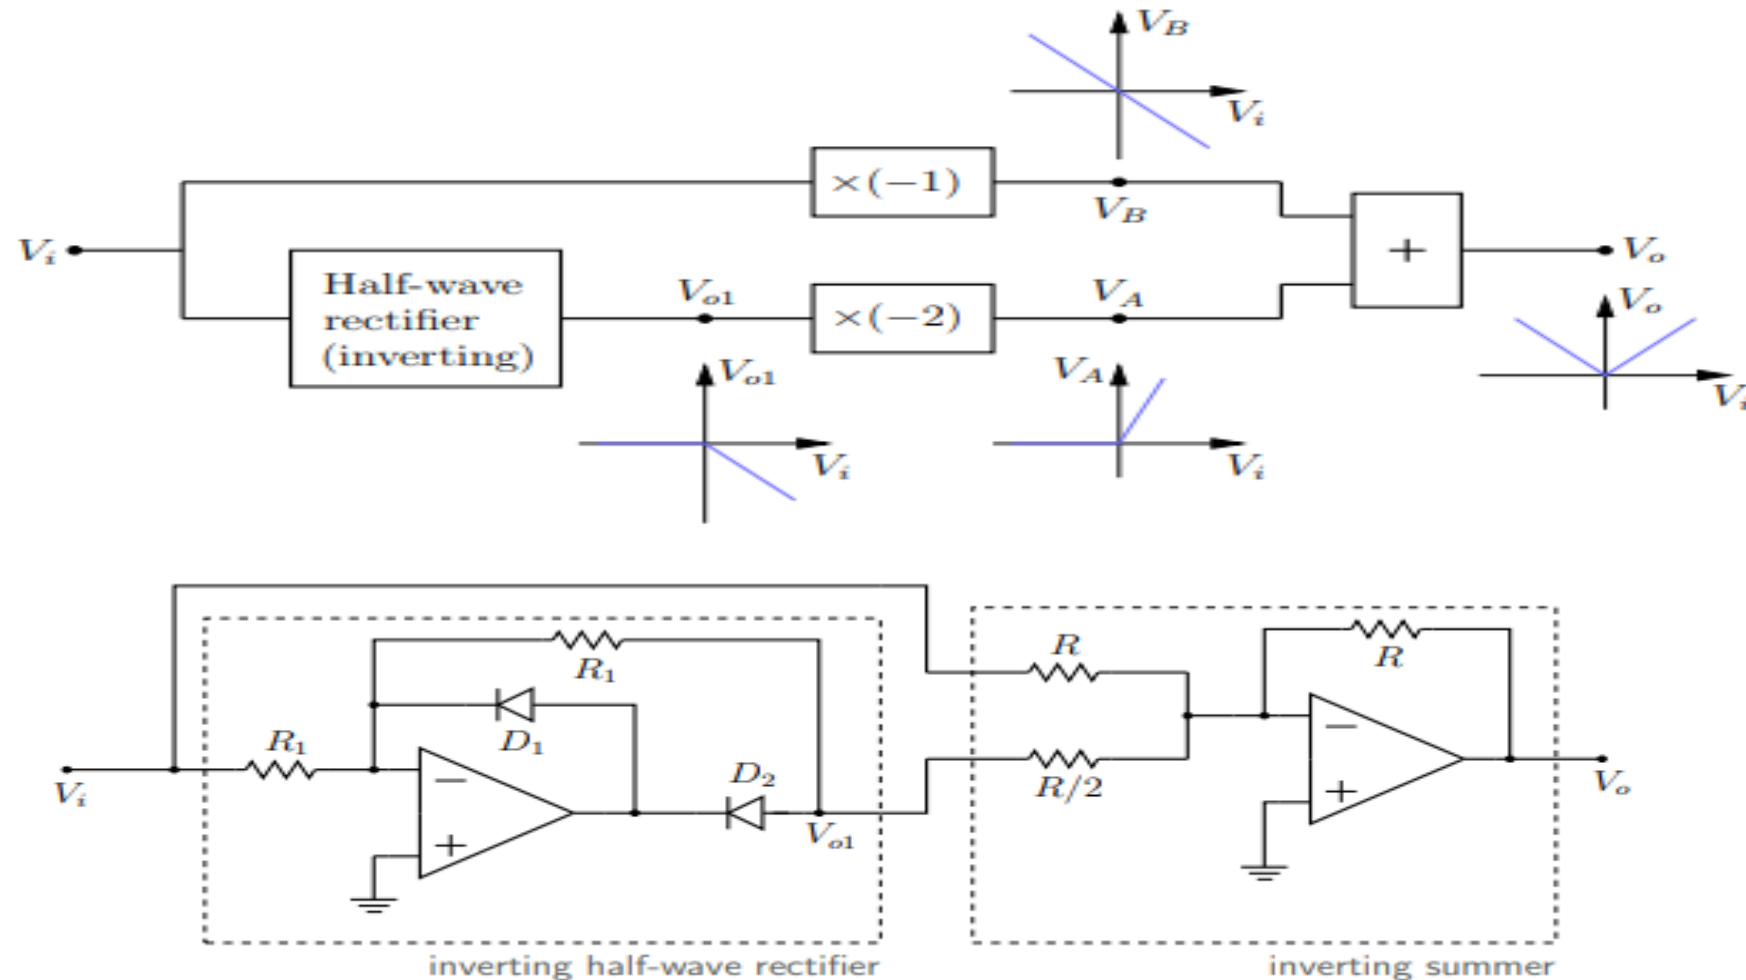 V_B
V_i
×(−1)
V_B
V_i
Half-wave
rectifier
(inverting)
V_o1
×(−2)
V_A
+
V_o
V_o
V_i
V_o1
V_i
V_A
V_i
R_1
D_1
R_1
D_2
V_i
−
+
V_o1
R
R/2
R
−
+
V_o
inverting half-wave rectifier
inverting summer